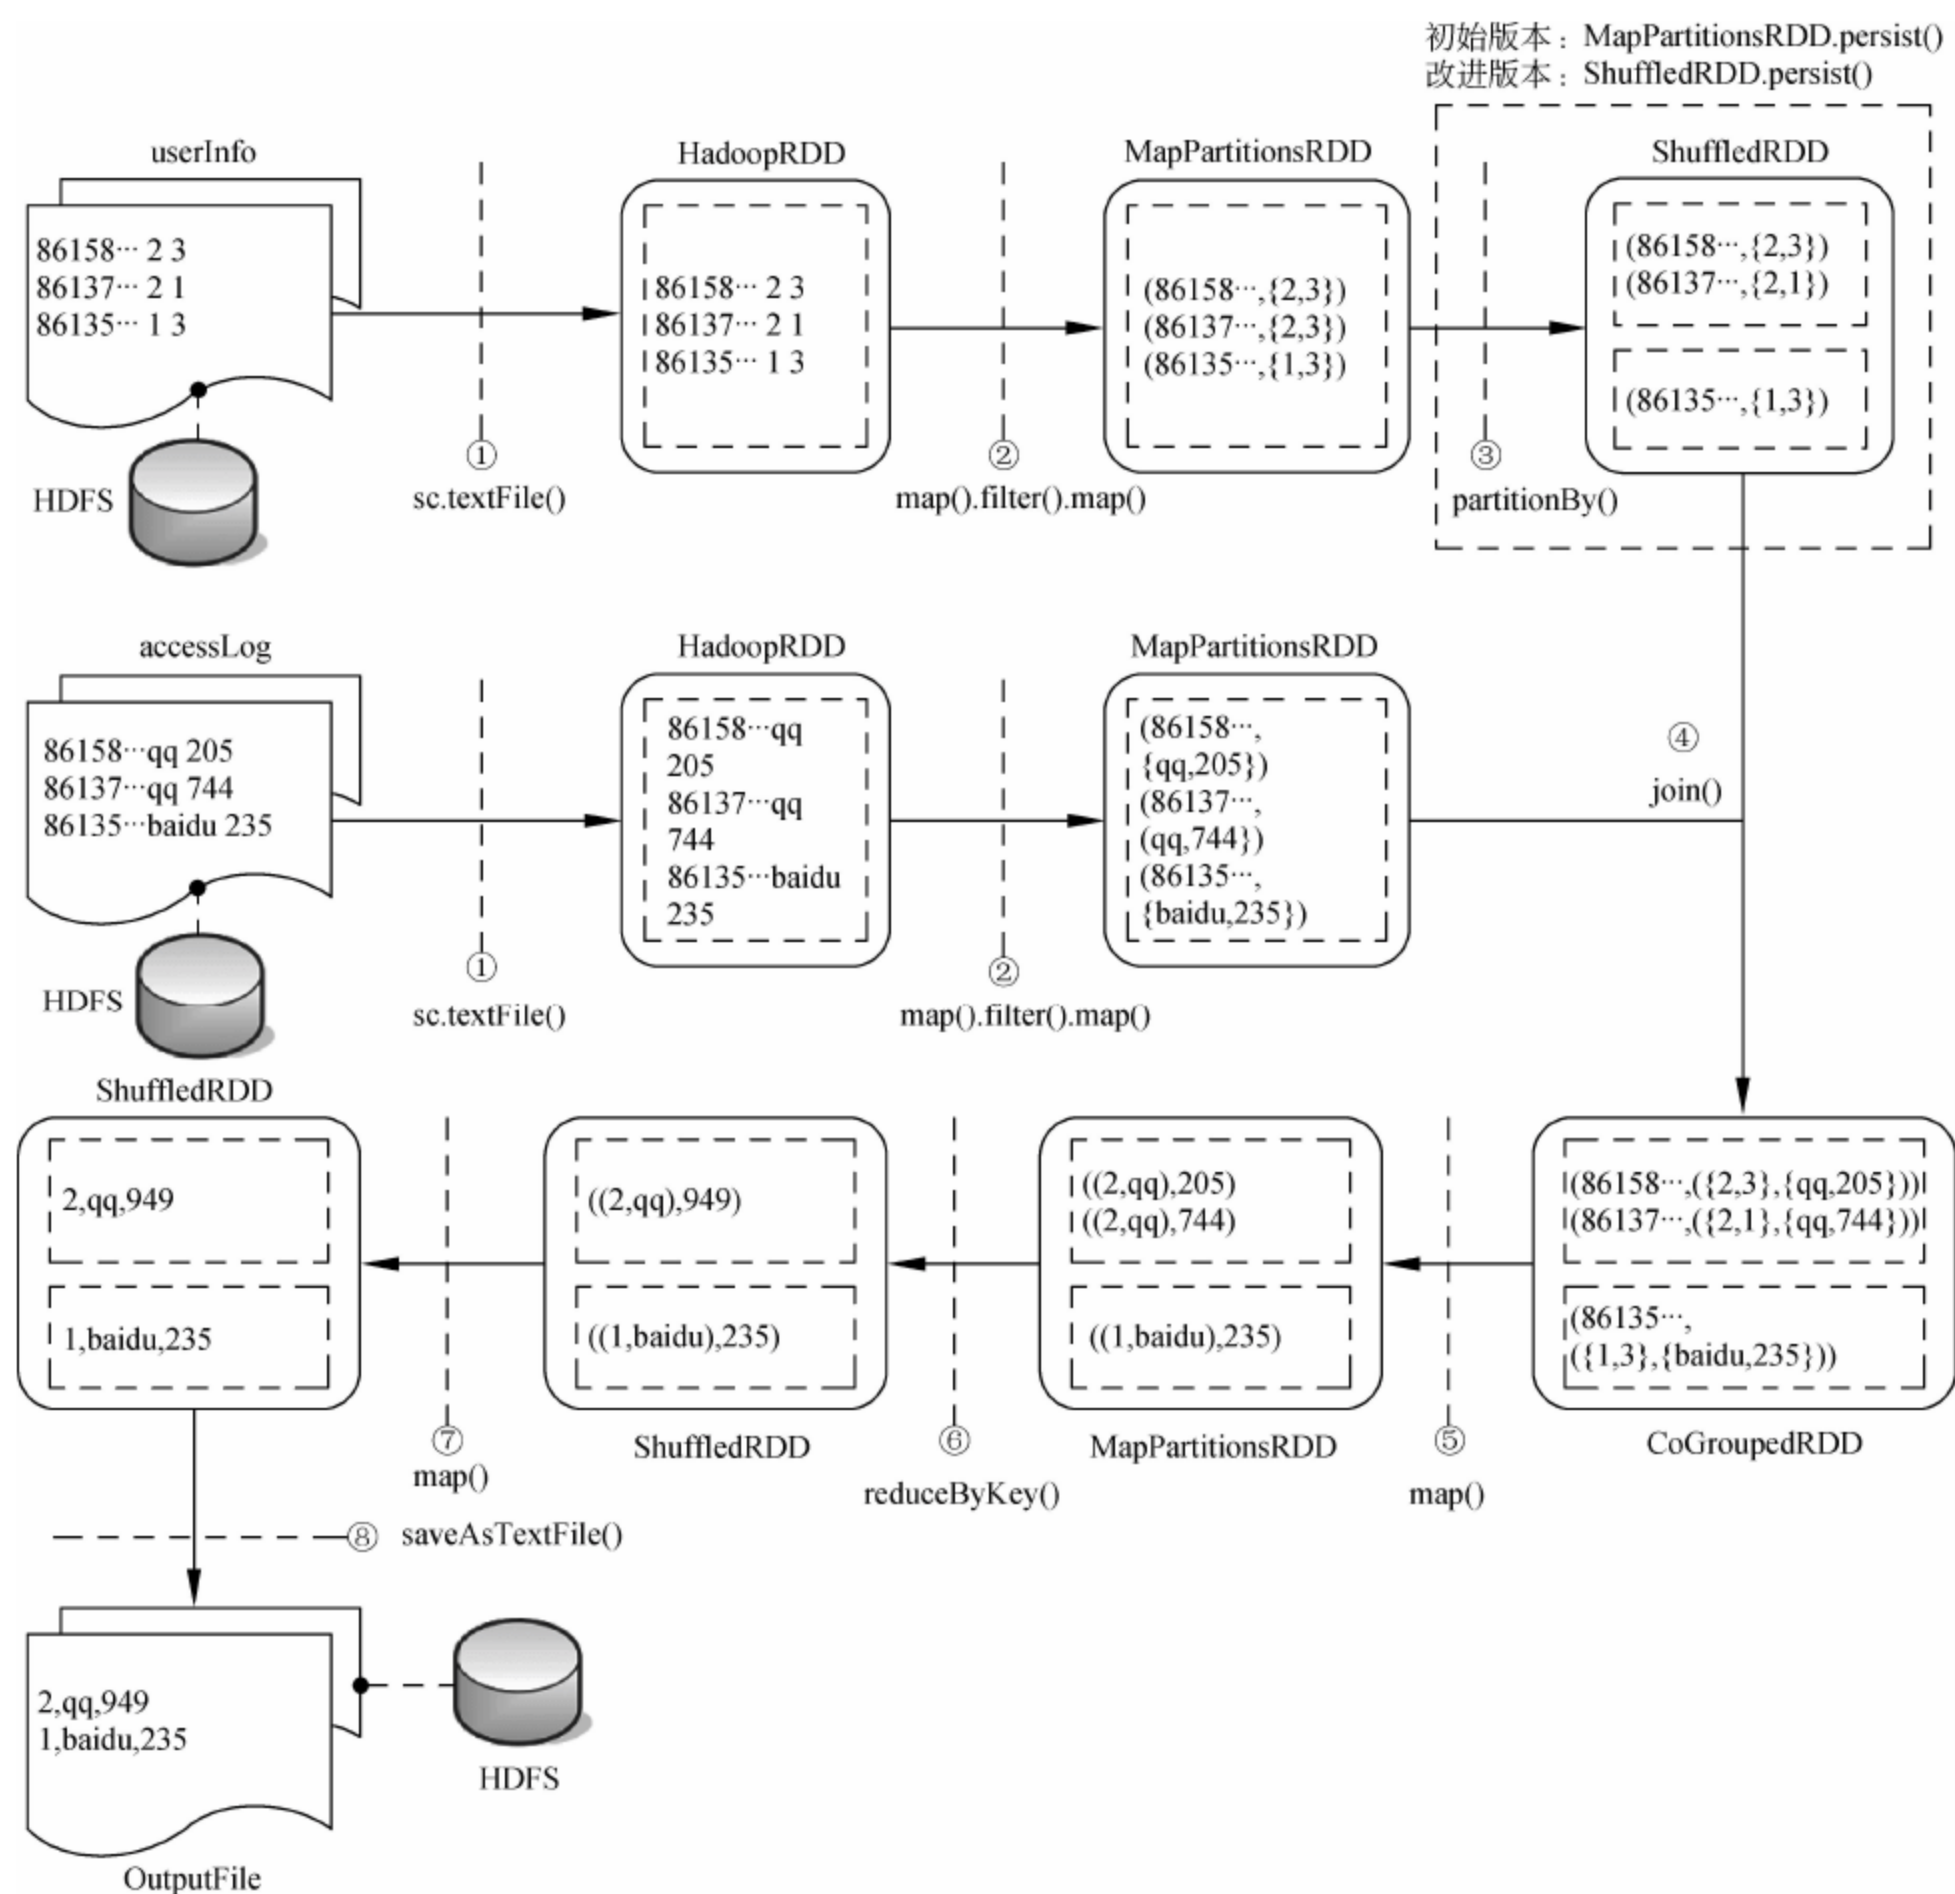 初始版本：MapPartitionsRDD.persist()
改进版本：ShuffledRDD.persist()
userInfo
86158··· 2 3
86137··· 2 1
86135··· 1 3
HDFS
①
sc.textFile()
HadoopRDD
86158··· 2 3
86137··· 2 1
86135··· 1 3
②
map().filter().map()
MapPartitionsRDD
(86158···,{2,3})
(86137···,{2,3})
(86135···,{1,3})
③
partitionBy()
ShuffledRDD
(86158···,{2,3})
(86137···,{2,1})
(86135···,{1,3})
accessLog
86158···qq 205
86137···qq 744
86135···baidu 235
HDFS
①
sc.textFile()
HadoopRDD
86158···qq
205
86137···qq
744
86135···baidu
235
②
map().filter().map()
MapPartitionsRDD
(86158···,
{qq,205})
(86137···,
(qq,744})
(86135···,
{baidu,235})
④
join()
(86158···,({2,3},{qq,205}))
(86137···,({2,1},{qq,744}))
(86135···,
({1,3},{baidu,235}))
CoGroupedRDD
⑤
map()
((2,qq),205)
((2,qq),744)
((1,baidu),235)
MapPartitionsRDD
⑥
reduceByKey()
((2,qq),949)
((1,baidu),235)
ShuffledRDD
⑦
map()
ShuffledRDD
2,qq,949
1,baidu,235
⑧
saveAsTextFile()
2,qq,949
1,baidu,235
HDFS
OutputFile